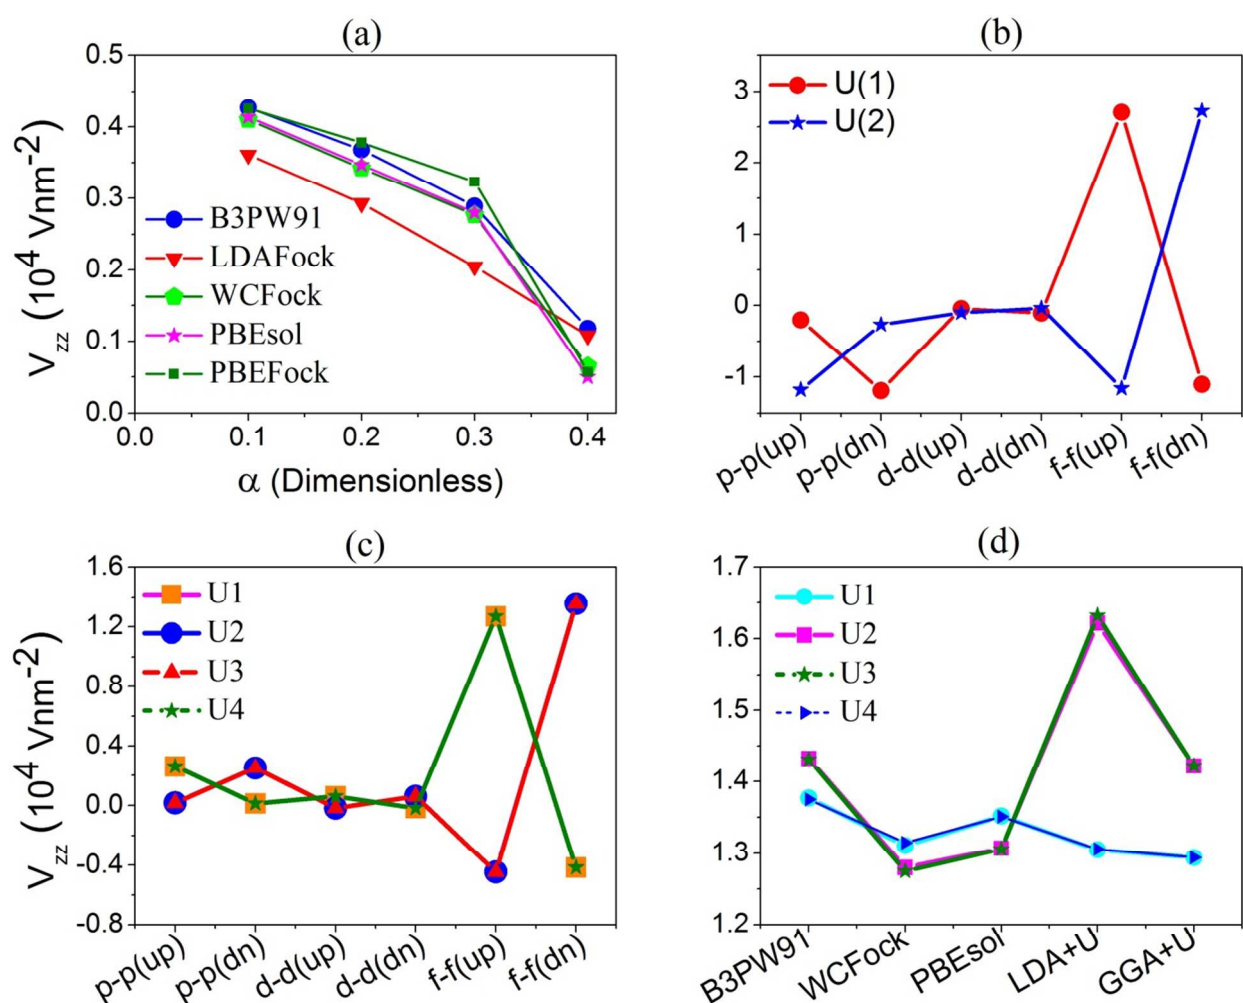 (a)
0.5
0.4
0.3
0.2
0.1
0.0
V zz (10^4 Vnm^-2)
B3PW91
LDAFock
WCFock
PBEsol
PBEFock
0.0 0.1 0.2 0.3 0.4
α (Dimensionless)
(b)
3
2
1
0
-1
U(1)
U(2)
p-p(up) p-p(dn) d-d(up) d-d(dn) f-f(up) f-f(dn)
(c)
1.6
1.2
0.8
0.4
0.0
-0.4
-0.8
V zz (10^4 Vnm^-2)
U1
U2
U3
U4
p-p(up) p-p(dn) d-d(up) d-d(dn) f-f(up) f-f(dn)
(d)
1.7
1.6
1.5
1.4
1.3
1.2
U1
U2
U3
U4
B3PW91 WCFock PBEsol LDA+U GGA+U